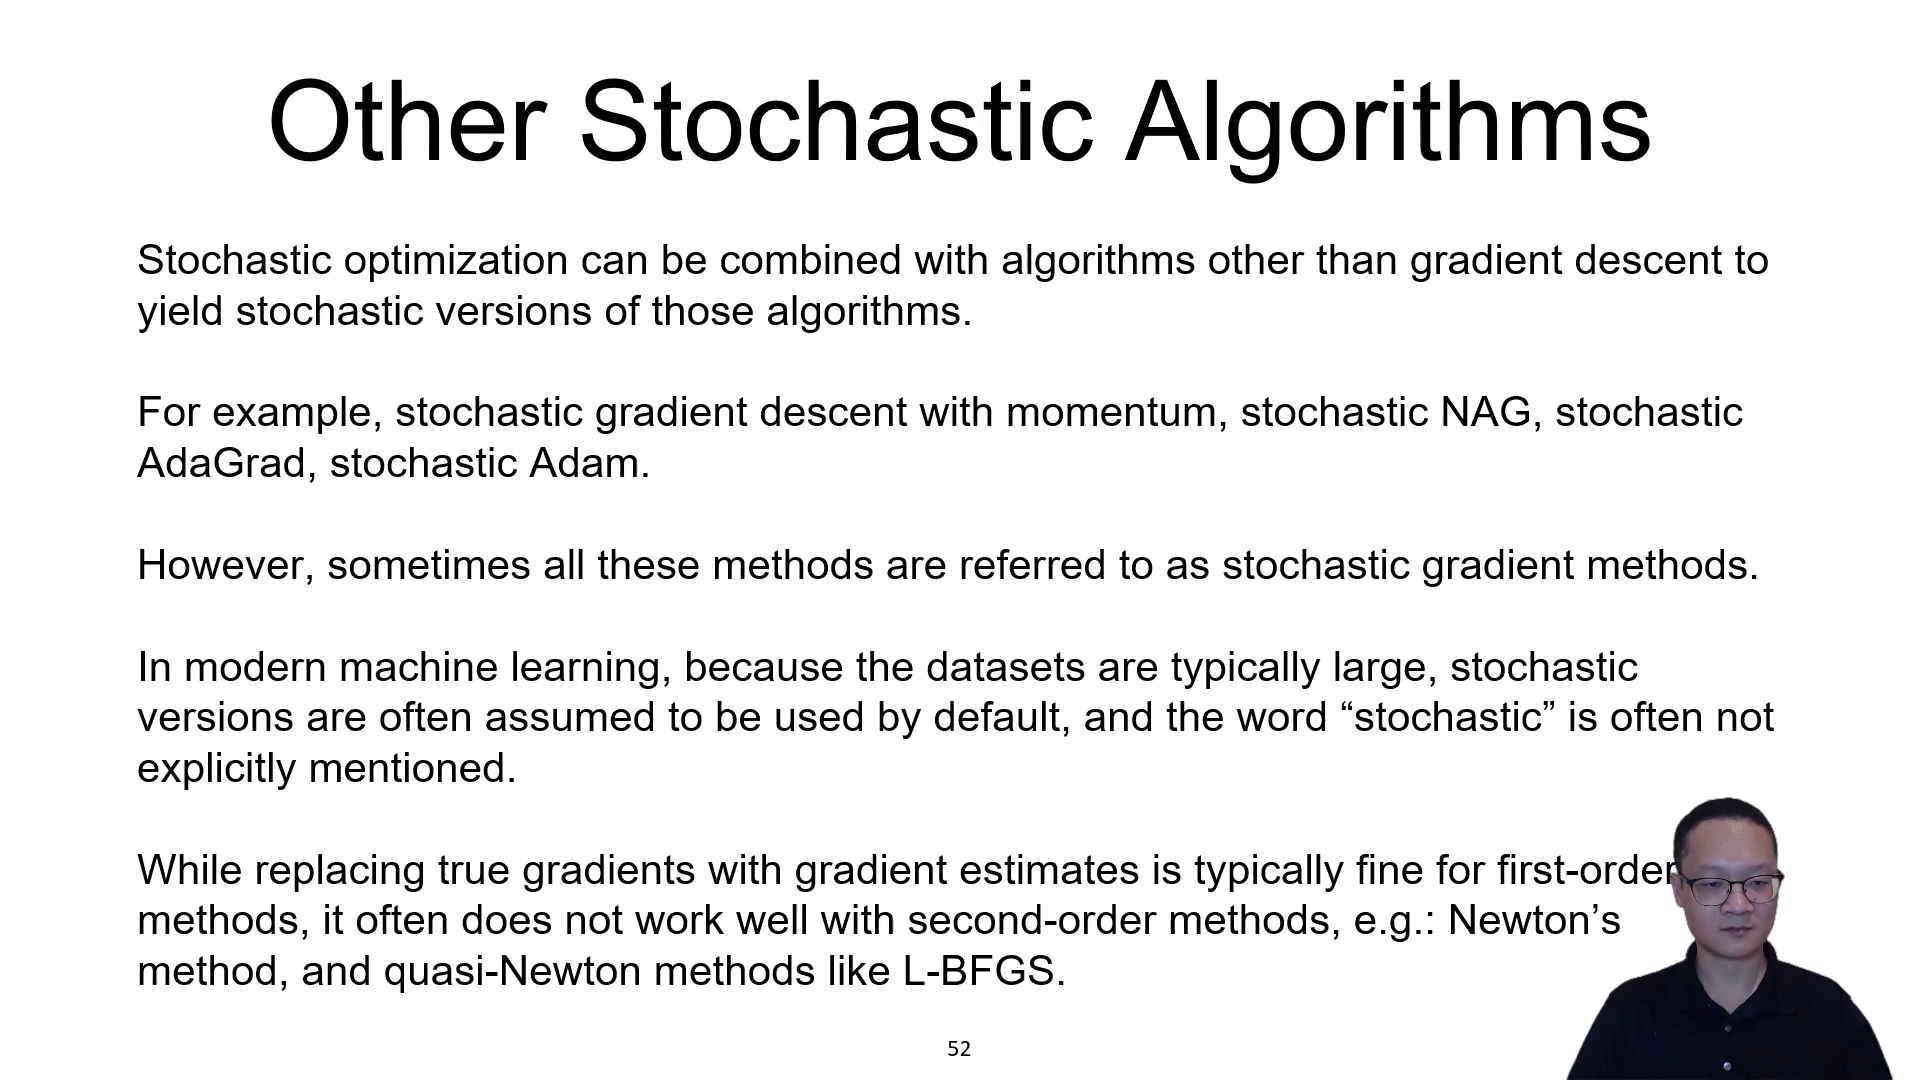 Other Stochastic Algorithms
Stochastic optimization can be combined with algorithms other than gradient descent to
yield stochastic versions of those algorithms.
For example, stochastic gradient descent with momentum, stochastic NAG, stochastic
AdaGrad, stochastic Adam.
However, sometimes all these methods are referred to as stochastic gradient methods.
In modern machine learning, because the datasets are typically large, stochastic
versions are often assumed to be used by default, and the word “stochastic” is often not
explicitly mentioned.
While replacing true gradients with gradient estimates is typically fine for first-order
methods, it often does not work well with second-order methods, e.g.: Newton’s
method, and quasi-Newton methods like L-BFGS.
52